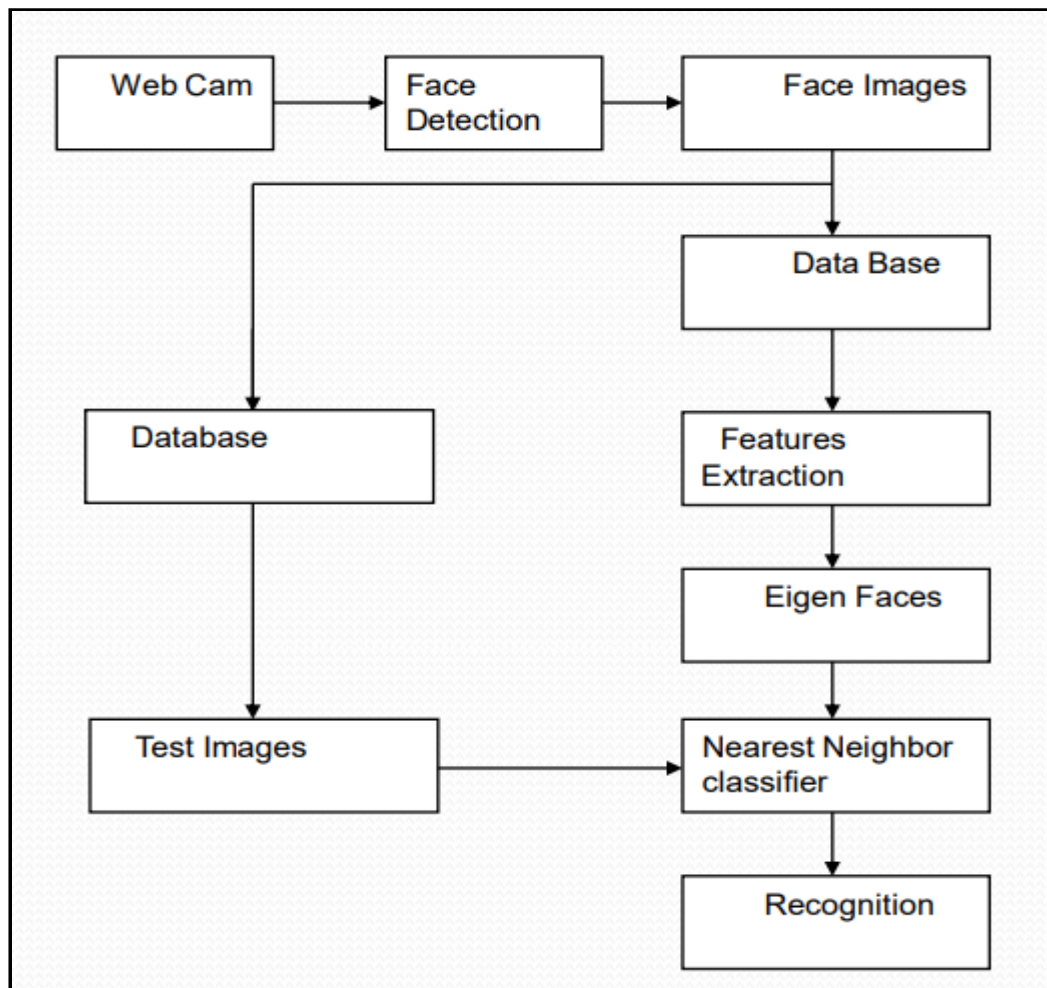 Web Cam
Face
Detection
Face Images
Data Base
Database
Features
Extraction
Eigen Faces
Test Images
Nearest Neighbor
classifier
Recognition